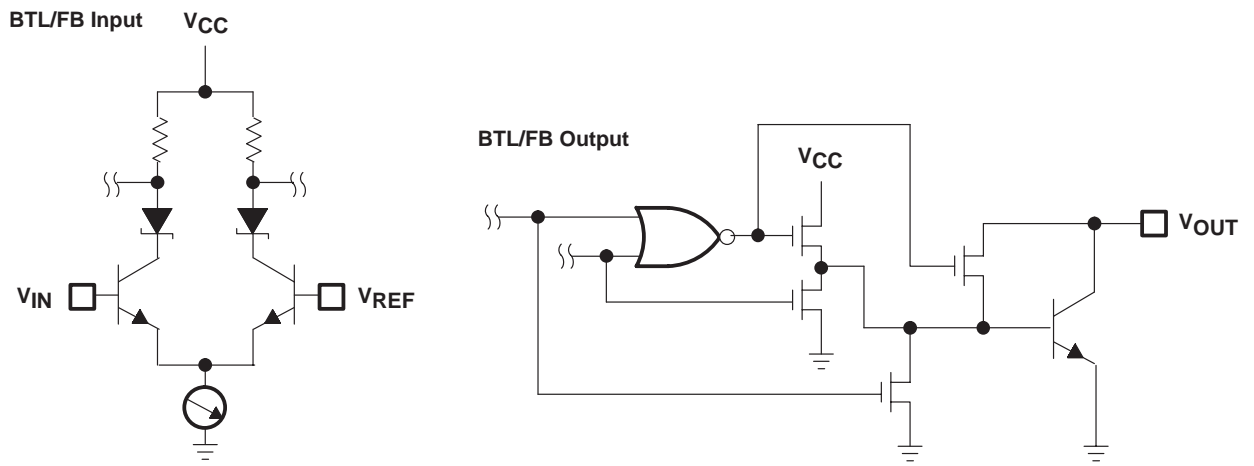 BTL/FB Input
VCC
VIN
VREF
BTL/FB Output
VCC
VOUT